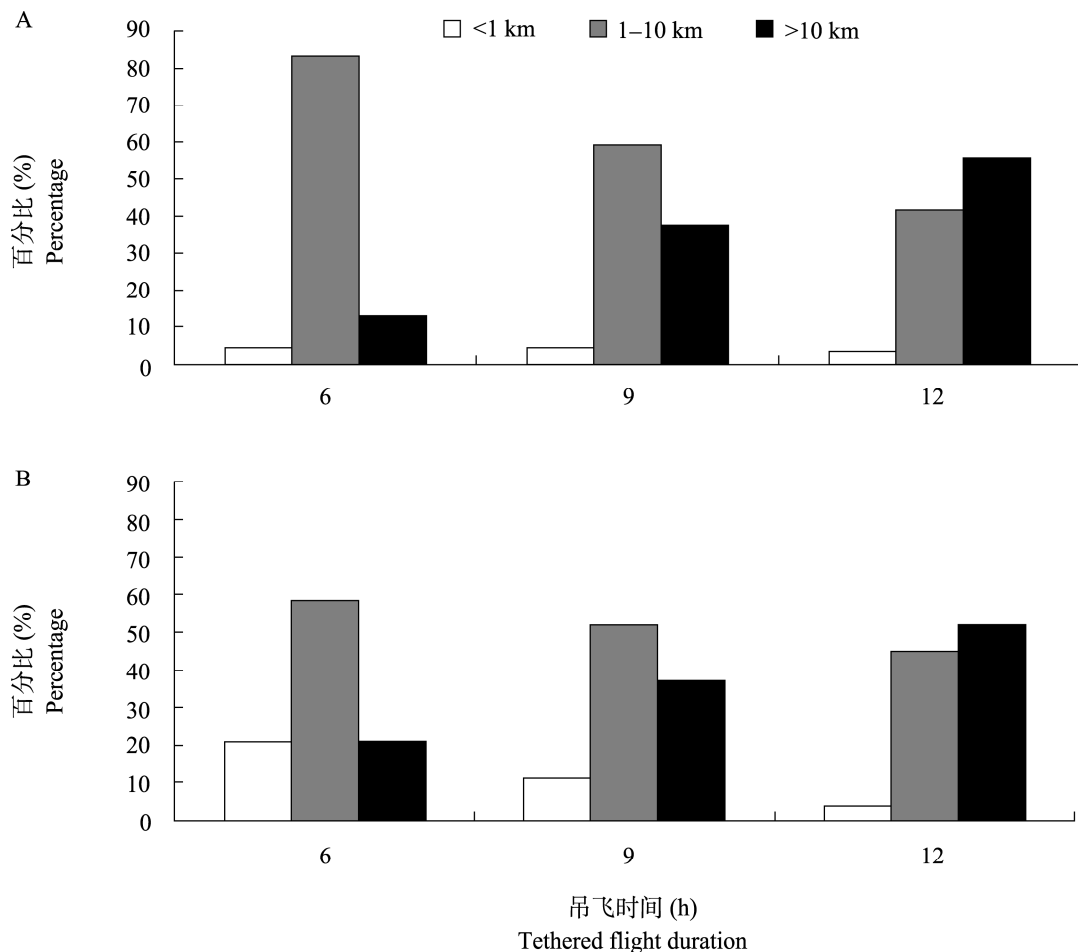 A
<1 km 1–10 km >10 km
90
80
70
60
50
40
30
20
10
0
百分比 (%)
Percentage
6 9 12
B
90
80
70
60
50
40
30
20
10
0
百分比 (%)
Percentage
6 9 12
吊飞时间 (h)
Tethered flight duration